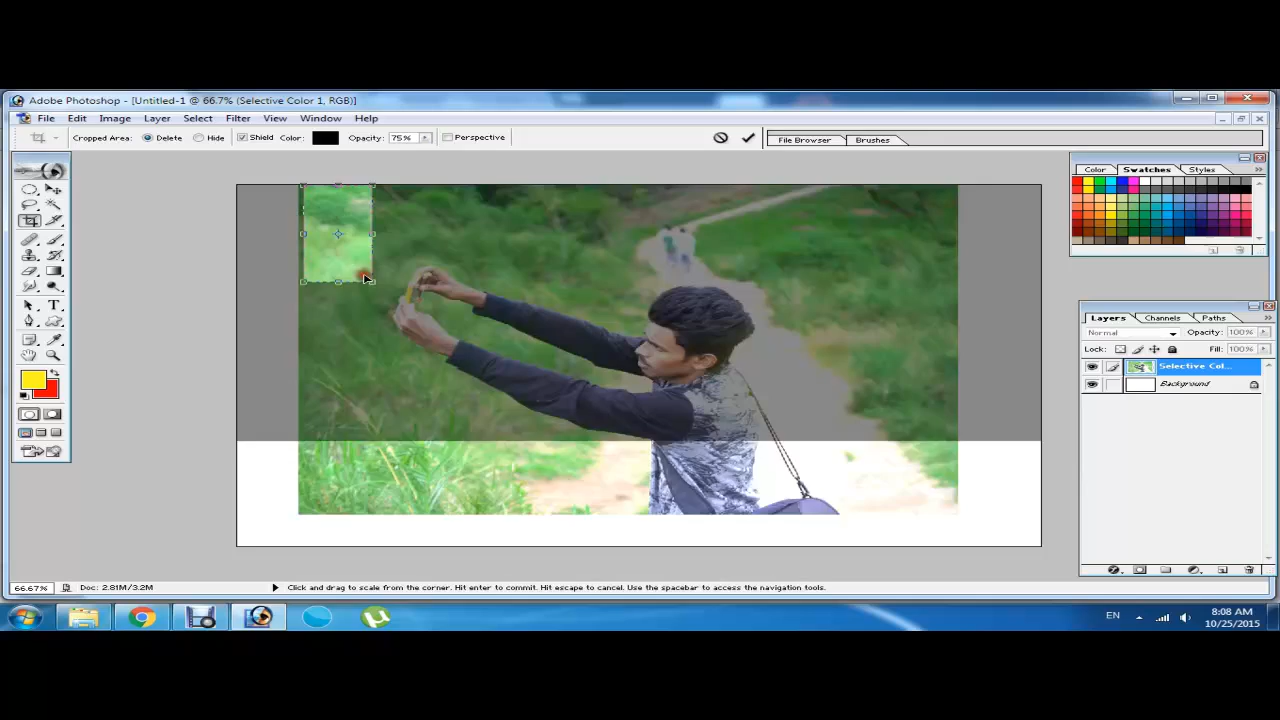 Adobe Photoshop - [Untitled-1 @ 66.7% (Selective Color 1, RGB)]
File Edit Image Layer Select Filter View Window Help
Cropped Area: Delete Hide Shield Color: Opacity: 75% Perspective File Browser Brushes
Color Swatches Styles
Layers Channels Paths
Normal Opacity: 100%
Lock: Fill: 100%
Selective Col...
Background
66.67% Doc: 2.81M/3.2M Click and drag to scale from the corner. Hit enter to commit. Hit escape to cancel. Use the spacebar to access the navigation tools.
EN 8:08 AM
10/25/2015